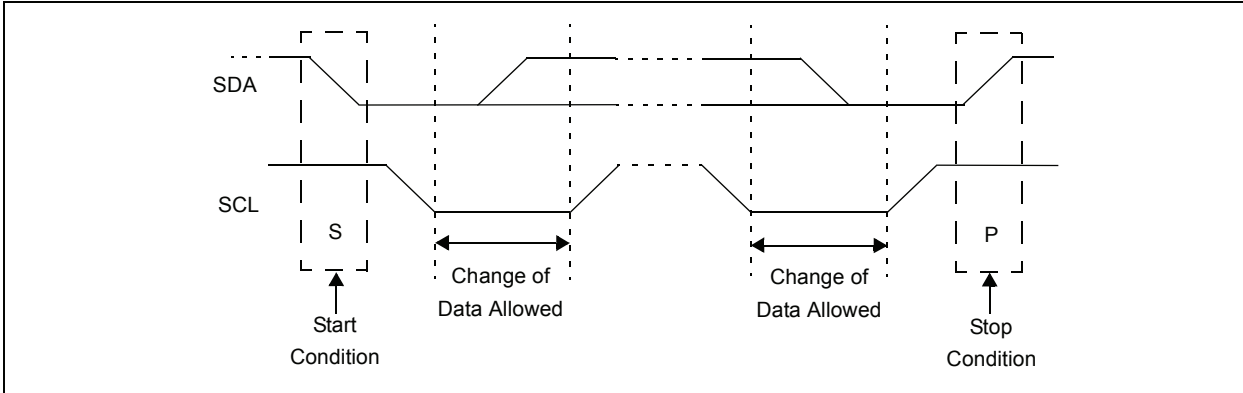 SDA
SCL
S
P
Change of
Data Allowed
Change of
Data Allowed
Start
Condition
Stop
Condition